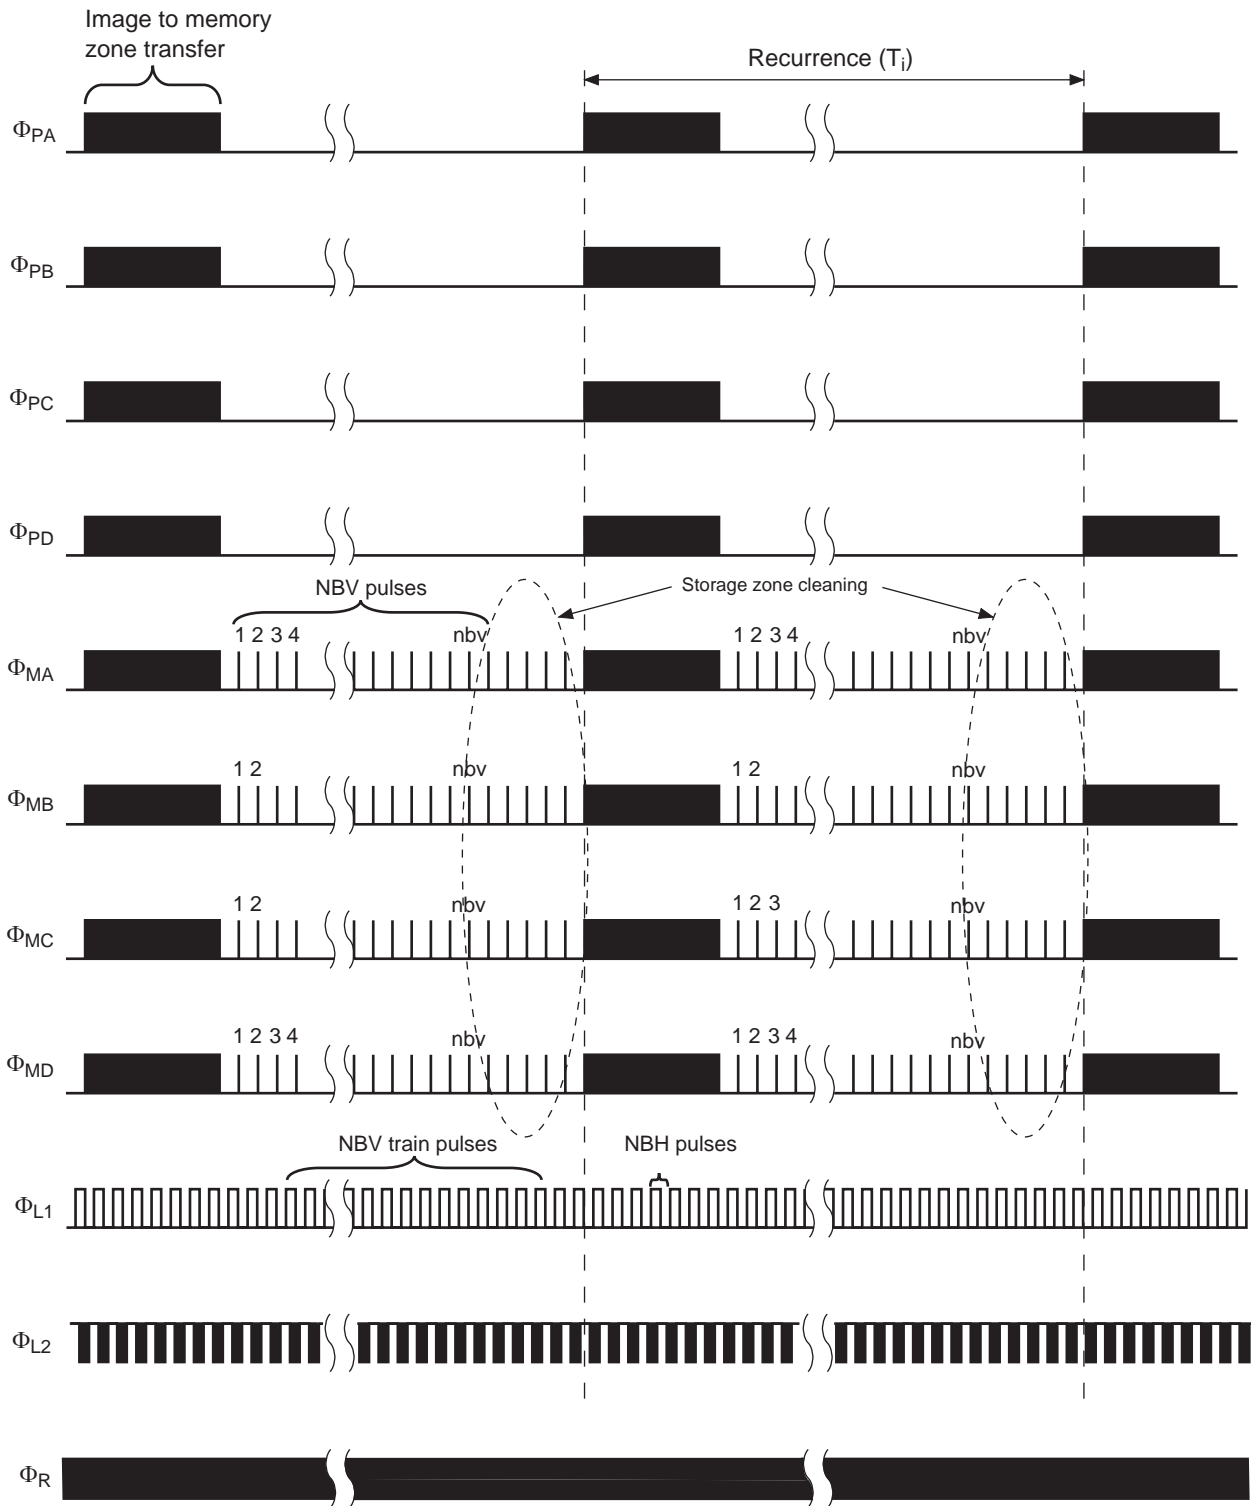 Image to memory
zone transfer
Recurrence (Ti)
ΦPA
ΦPB
ΦPC
ΦPD
NBV pulses
Storage zone cleaning
1 2 3 4 nbv 1 2 3 4 nbv
ΦMA
1 2 nbv 1 2 nbv
ΦMB
1 2 nbv 1 2 3 nbv
ΦMC
1 2 3 4 nbv 1 2 3 4 nbv
ΦMD
NBV train pulses NBH pulses
ΦL1
ΦL2
ΦR